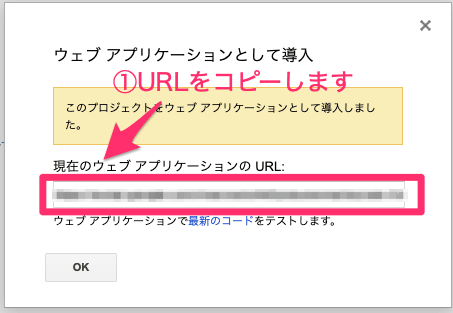 ウェブ アプリケーションとして導入
①URLをコピーします
このプロジェクトをウェブ アプリケーションとして導入しまし
た。
現在のウェブ アプリケーションの URL:
ウェブ アプリケーションで最新のコードをテストします。
OK